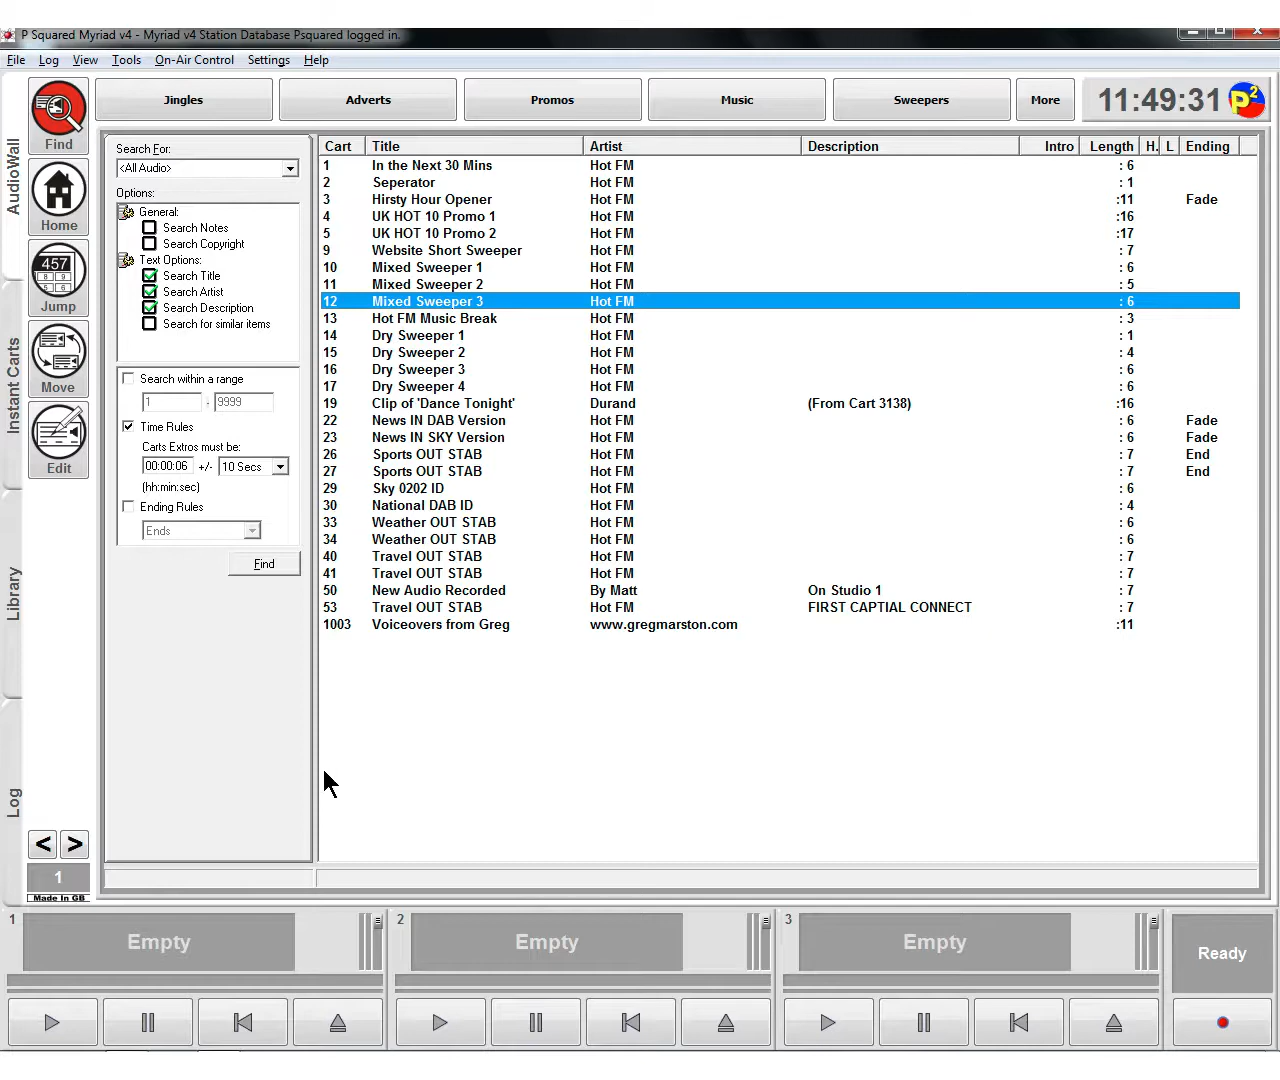 P Squared Myriad v4 - Myriad v4 Station Database Psquared logged in.
File Log View Tools On-Air Control Settings Help
Jingles Adverts Promos Music Sweepers More 11:49:31 P2
AudioWall
Instant Carts
Library
Log
Find
Home
457
Jump
Move
Edit
< >
1
Made In GB
Search For:
<All Audio>
Options:
General:
Search Notes
Search Copyright
Text Options:
Search Title
Search Artist
Search Description
Search for similar items
Search within a range
1 - 9999
Time Rules
Carts Extros must be:
00:00:06 +/- 10 Secs
(hh:min:sec)
Ending Rules
Ends
Find
Cart Title Artist Description Intro Length H. L Ending
1 In the Next 30 Mins Hot FM : 6
2 Seperator Hot FM : 1
3 Hirsty Hour Opener Hot FM :11 Fade
4 UK HOT 10 Promo 1 Hot FM :16
5 UK HOT 10 Promo 2 Hot FM :17
9 Website Short Sweeper Hot FM : 7
10 Mixed Sweeper 1 Hot FM : 6
11 Mixed Sweeper 2 Hot FM : 5
12 Mixed Sweeper 3 Hot FM : 6
13 Hot FM Music Break Hot FM : 3
14 Dry Sweeper 1 Hot FM : 1
15 Dry Sweeper 2 Hot FM : 4
16 Dry Sweeper 3 Hot FM : 6
17 Dry Sweeper 4 Hot FM : 6
19 Clip of 'Dance Tonight' Durand (From Cart 3138) :16
22 News IN DAB Version Hot FM : 6 Fade
23 News IN SKY Version Hot FM : 6 Fade
26 Sports OUT STAB Hot FM : 7 End
27 Sports OUT STAB Hot FM : 7 End
29 Sky 0202 ID Hot FM : 6
30 National DAB ID Hot FM : 4
33 Weather OUT STAB Hot FM : 6
34 Weather OUT STAB Hot FM : 6
40 Travel OUT STAB Hot FM : 7
41 Travel OUT STAB Hot FM : 7
50 New Audio Recorded By Matt On Studio 1 : 7
53 Travel OUT STAB Hot FM FIRST CAPTIAL CONNECT : 7
1003 Voiceovers from Greg www.gregmarston.com :11
1 Empty
2 Empty
3 Empty
Ready